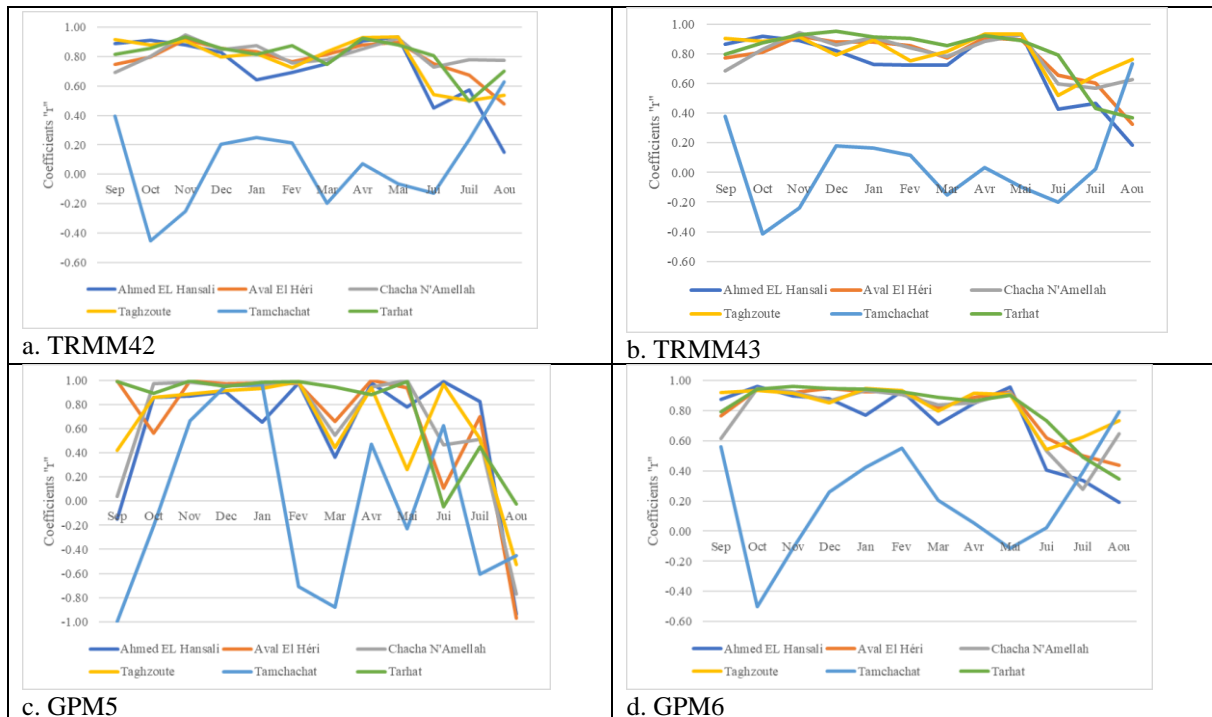 1.00
0.80
0.60
0.40
0.20
0.00
-0.20
-0.40
-0.60
Coefficients "r"
Sep Oct Nov Dec Jan Fev Mar Avr Mai Jui Juil Aou
Ahmed EL Hansali Aval El Héri Chacha N'Amellah
Taghzoute Tamchachat Tarhat
a. TRMM42
1.00
0.80
0.60
0.40
0.20
0.00
-0.20
-0.40
-0.60
Coefficients "r"
Sep Oct Nov Dec Jan Fev Mar Avr Mai Jui Juil Aou
Ahmed EL Hansali Aval El Héri Chacha N'Amellah
Taghzoute Tamchachat Tarhat
b. TRMM43
1.00
0.80
0.60
0.40
0.20
0.00
-0.20
-0.40
-0.60
-0.80
-1.00
Coefficients "r"
Sep Oct Nov Dec Jan Fev Mar Avr Mai Jui Juil Aou
Ahmed EL Hansali Aval El Héri Chacha N'Amellah
Taghzoute Tamchachat Tarhat
c. GPM5
1.00
0.80
0.60
0.40
0.20
0.00
-0.20
-0.40
-0.60
Coefficients "r"
Sep Oct Nov Dec Jan Fev Mar Avr Mai Jui Juil Aou
Ahmed EL Hansali Aval El Héri Chacha N'Amellah
Taghzoute Tamchachat Tarhat
d. GPM6